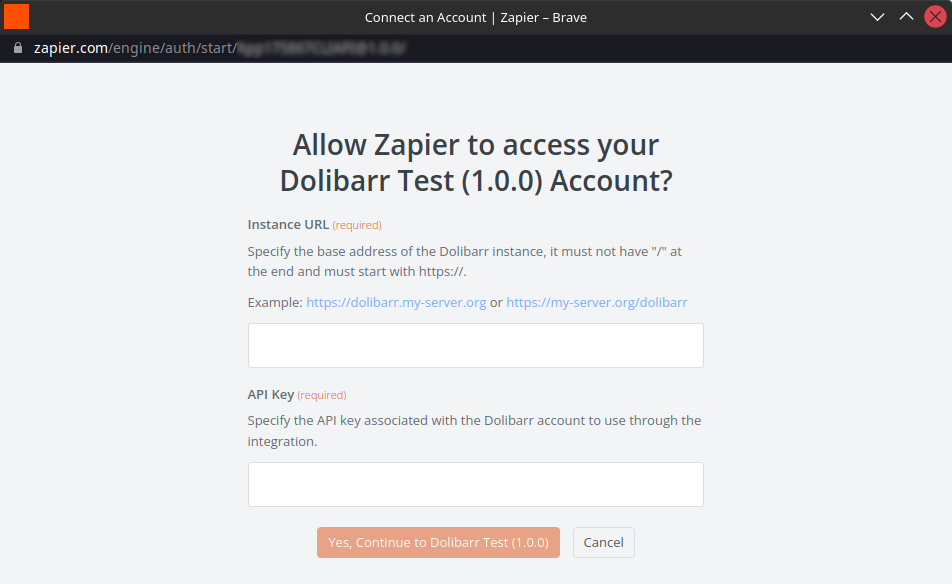 Connect an Account | Zapier – Brave
zapier.com/engine/auth/start/
Allow Zapier to access your
Dolibarr Test (1.0.0) Account?
Instance URL (required)
Specify the base address of the Dolibarr instance, it must not have "/" at
the end and must start with https://.
Example: https://dolibarr.my-server.org or https://my-server.org/dolibarr
API Key (required)
Specify the API key associated with the Dolibarr account to use through the
integration.
Yes, Continue to Dolibarr Test (1.0.0) Cancel